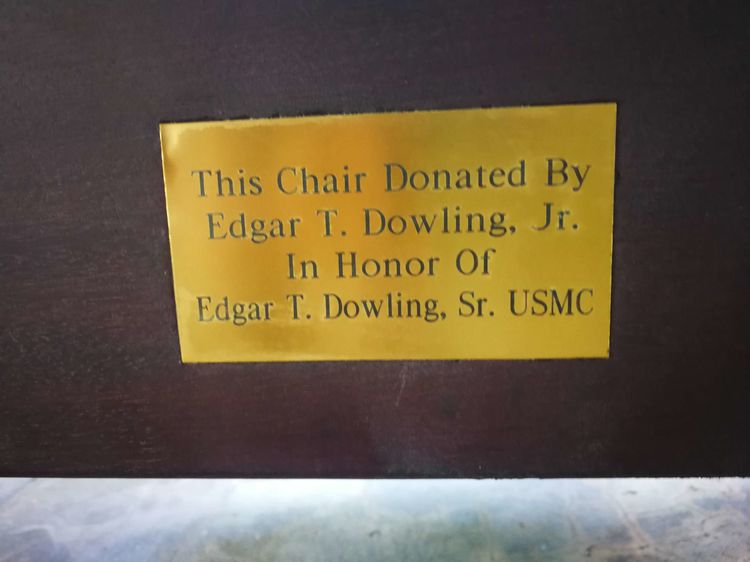 This Chair Donated By
Edgar T. Dowling, Jr.
In Honor Of
Edgar T. Dowling, Sr. USMC